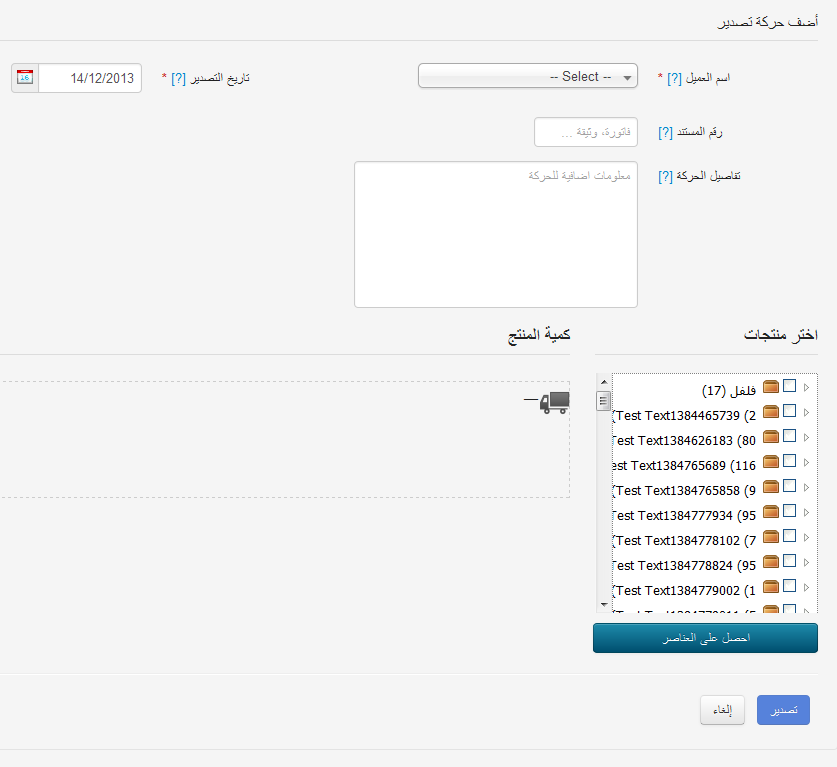 أضف حركة تصدير
اسم العميل [?] *
-- Select --
تاريخ التصدير [?] *
14/12/2013
رقم المستند [?]
فاتورة، وثيقة ...
تفاصيل الحركة [?]
معلومات اضافية للحركة
اختر منتجات
كمية المنتج
فلفل (17)
(Test Text1384465739 (2
Test Text1384626183 (80
est Text1384765689 (116
(Test Text1384765858 (9
Test Text1384777934 (95
(Test Text1384778102 (7
Test Text1384778824 (95
(Test Text1384779002 (1
احصل على العناصر
تصدير
إلغاء